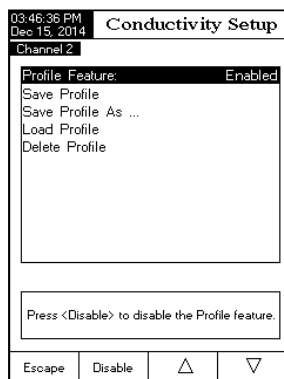 03:46:36 PM
Dec 15, 2014
Conductivity Setup
Channel 2
Profile Feature: Enabled
Save Profile
Save Profile As ...
Load Profile
Delete Profile
Press <Disable> to disable the Profile feature.
Escape Disable △ ▽